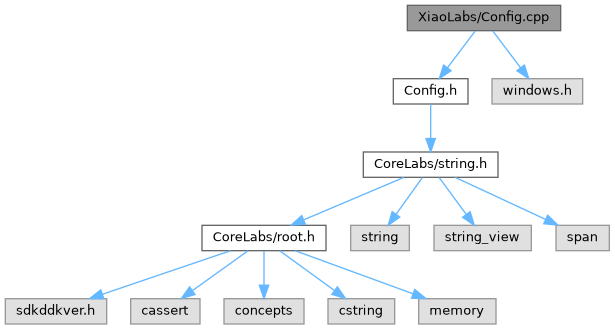 XiaoLabs/Config.cpp
Config.h
windows.h
CoreLabs/string.h
CoreLabs/root.h
string
string_view
span
sdkddkver.h
cassert
concepts
cstring
memory